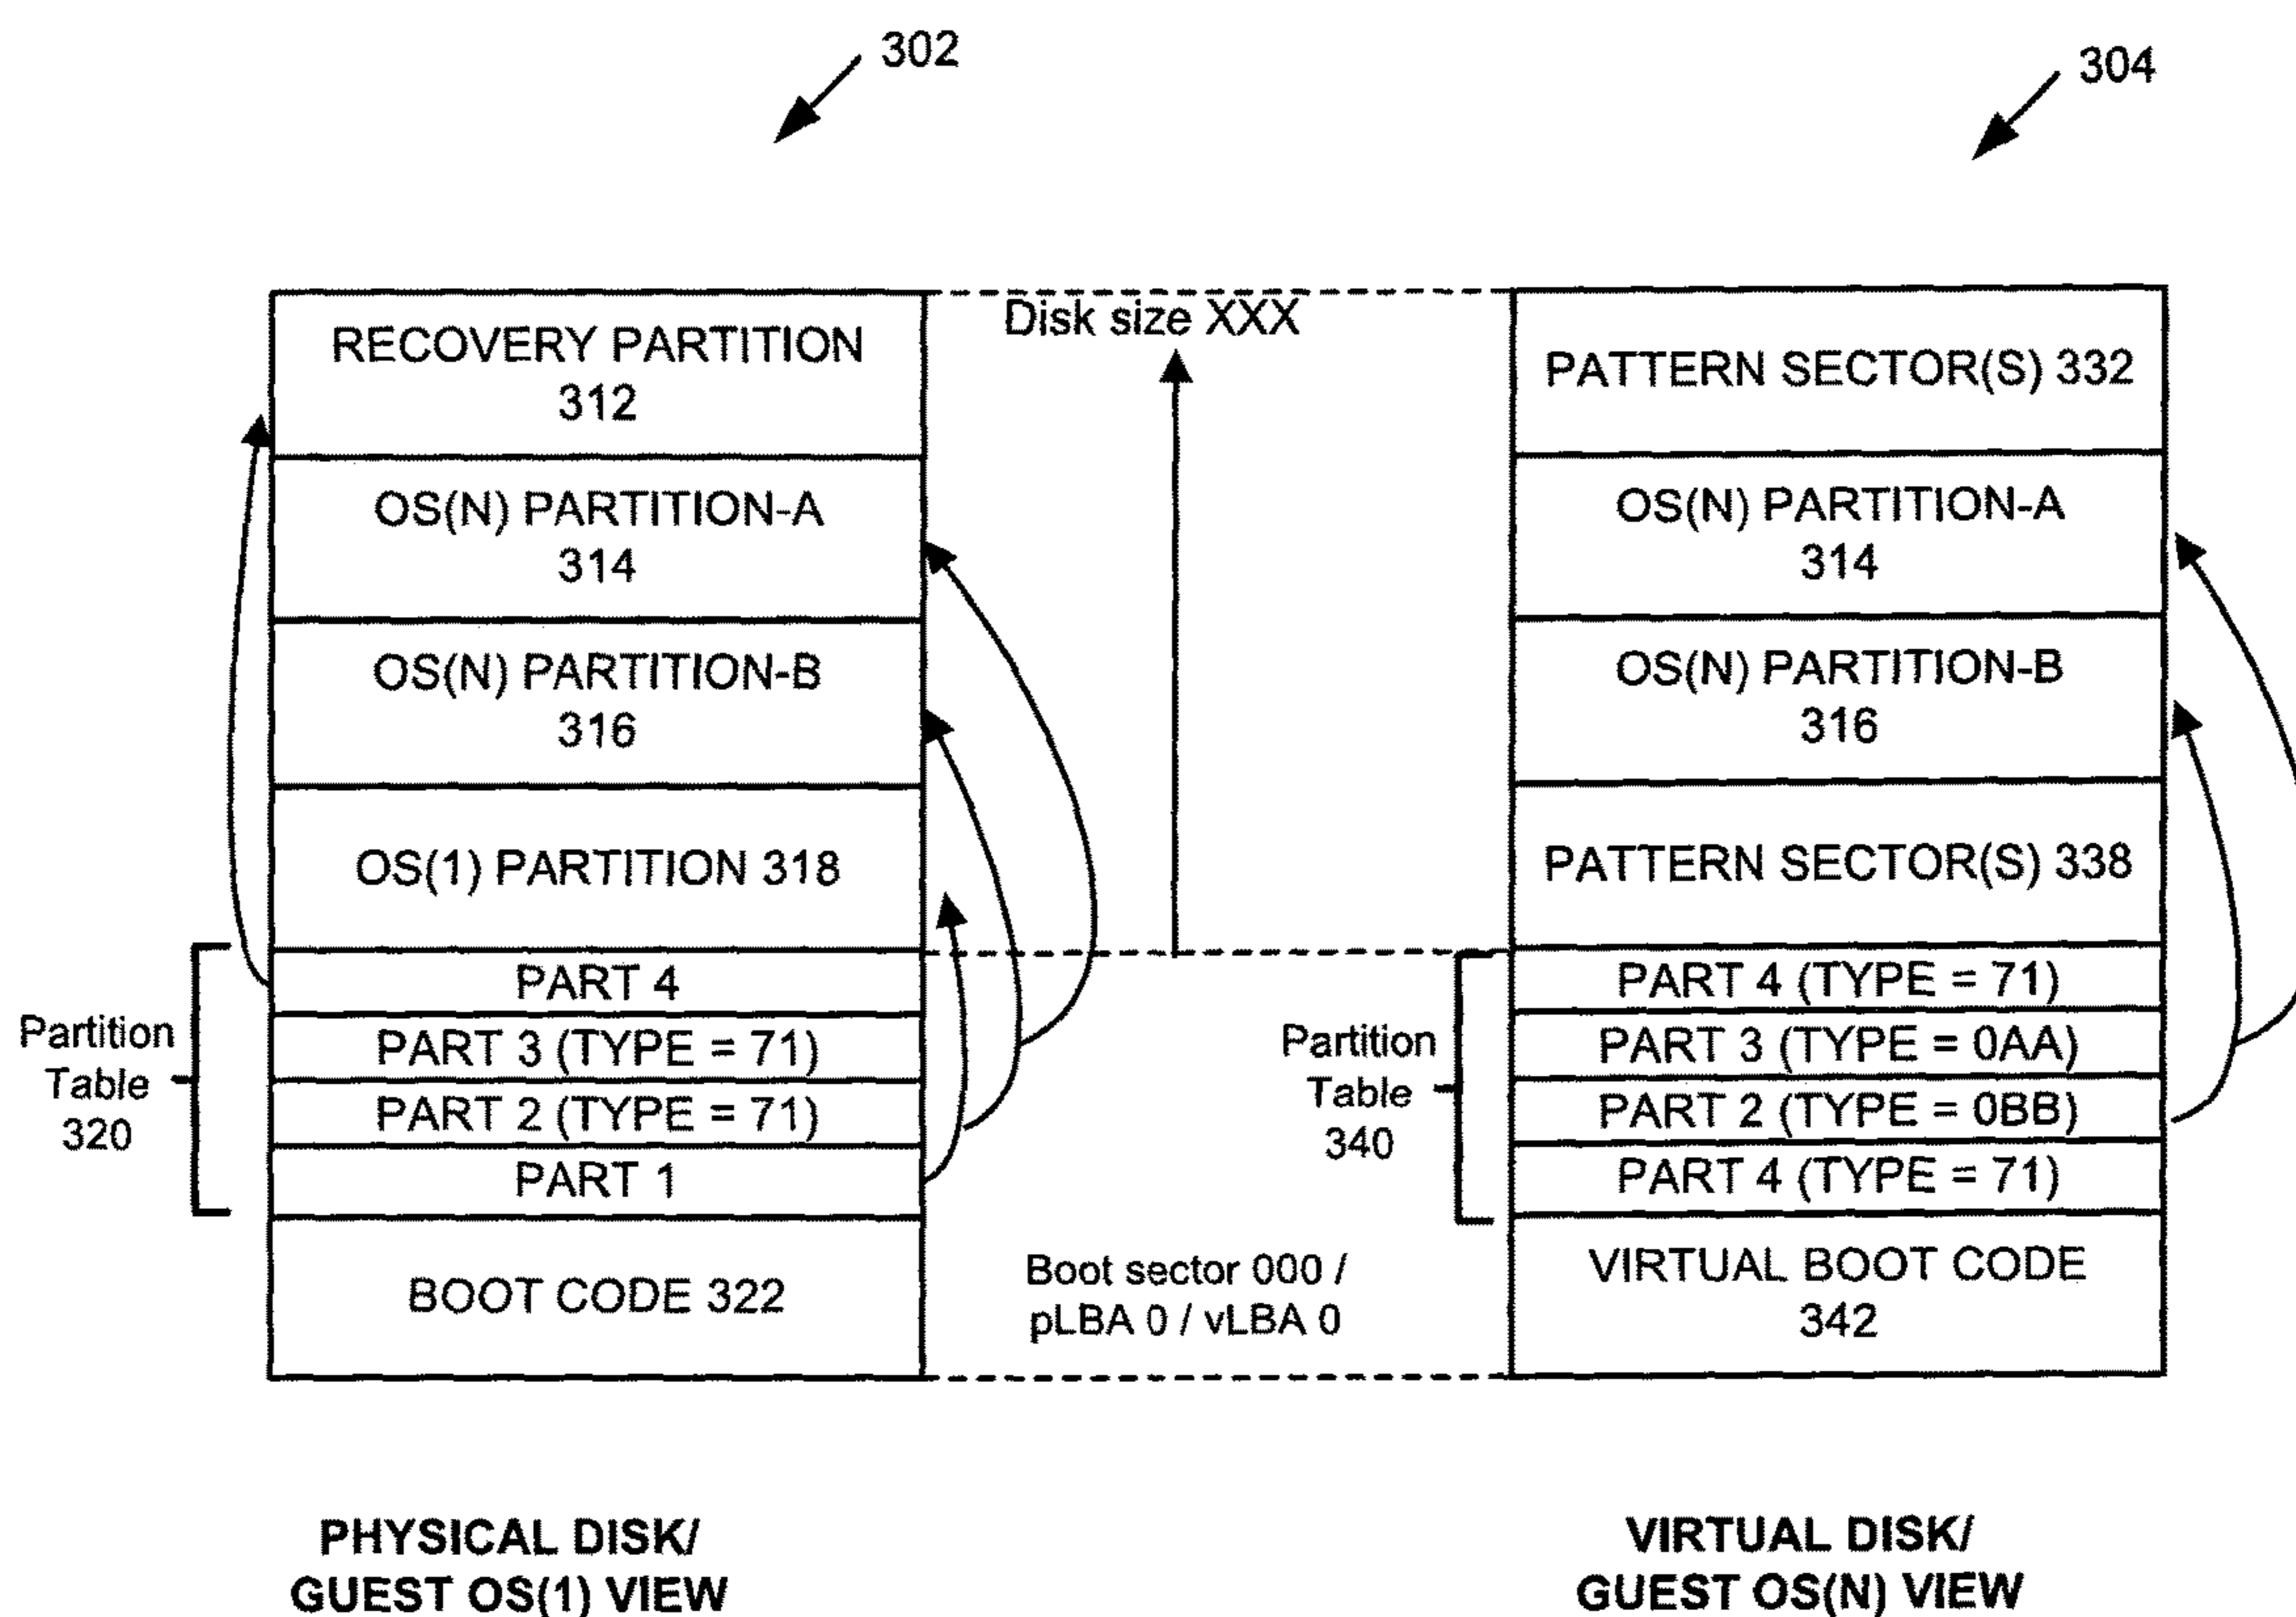 302
304
RECOVERY PARTITION
312
OS(N) PARTITION-A
314
OS(N) PARTITION-B
316
OS(1) PARTITION 318
PART 4
PART 3 (TYPE = 71)
PART 2 (TYPE = 71)
PART 1
BOOT CODE 322
Partition
Table
320
Disk size XXX
Boot sector 000 /
pLBA 0 / vLBA 0
PATTERN SECTOR(S) 332
OS(N) PARTITION-A
314
OS(N) PARTITION-B
316
PATTERN SECTOR(S) 338
PART 4 (TYPE = 71)
PART 3 (TYPE = 0AA)
PART 2 (TYPE = 0BB)
PART 4 (TYPE = 71)
VIRTUAL BOOT CODE
342
Partition
Table
340
PHYSICAL DISK/
GUEST OS(1) VIEW
VIRTUAL DISK/
GUEST OS(N) VIEW